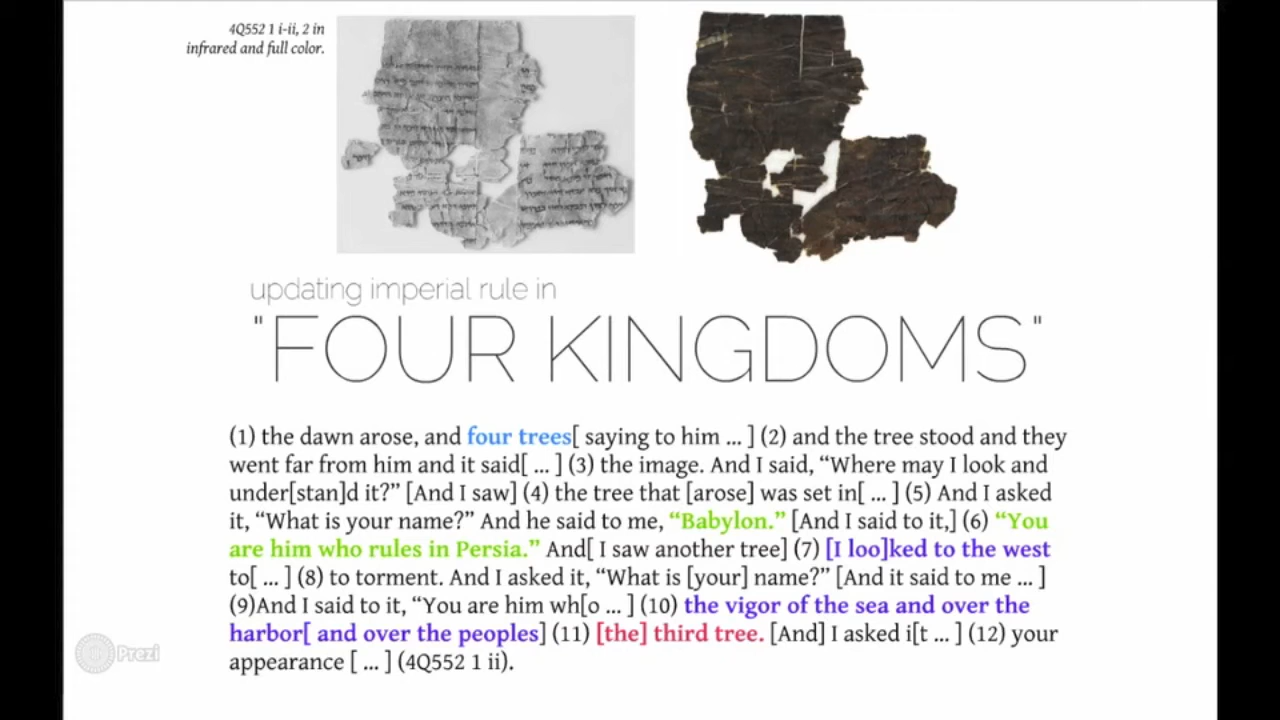 4Q552 1 i-ii, 2 in
infrared and full color.
updating imperial rule in
"FOUR KINGDOMS"
(1) the dawn arose, and four trees[ saying to him ... ] (2) and the tree stood and they
went far from him and it said[ ... ] (3) the image. And I said, “Where may I look and
under[stan]d it?” [And I saw] (4) the tree that [arose] was set in[ ... ] (5) And I asked
it, “What is your name?” And he said to me, “Babylon.” [And I said to it,] (6) “You
are him who rules in Persia.” And[ I saw another tree] (7) [I loo]ked to the west
to[ ... ] (8) to torment. And I asked it, “What is [your] name?” [And it said to me ... ]
(9)And I said to it, “You are him wh[o ... ] (10) the vigor of the sea and over the
harbor[ and over the peoples] (11) [the] third tree. [And] I asked i[t ... ] (12) your
appearance [ ... ] (4Q552 1 ii).
Prezi